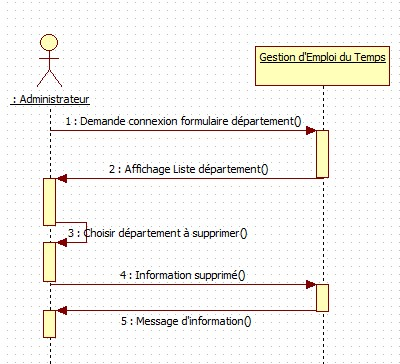 Gestion d'Emploi du Temps
: Administrateur
1 : Demande connexion formulaire département()
2 : Affichage Liste département()
3 : Choisir département à supprimer()
4 : Information supprimé()
5 : Message d'information()